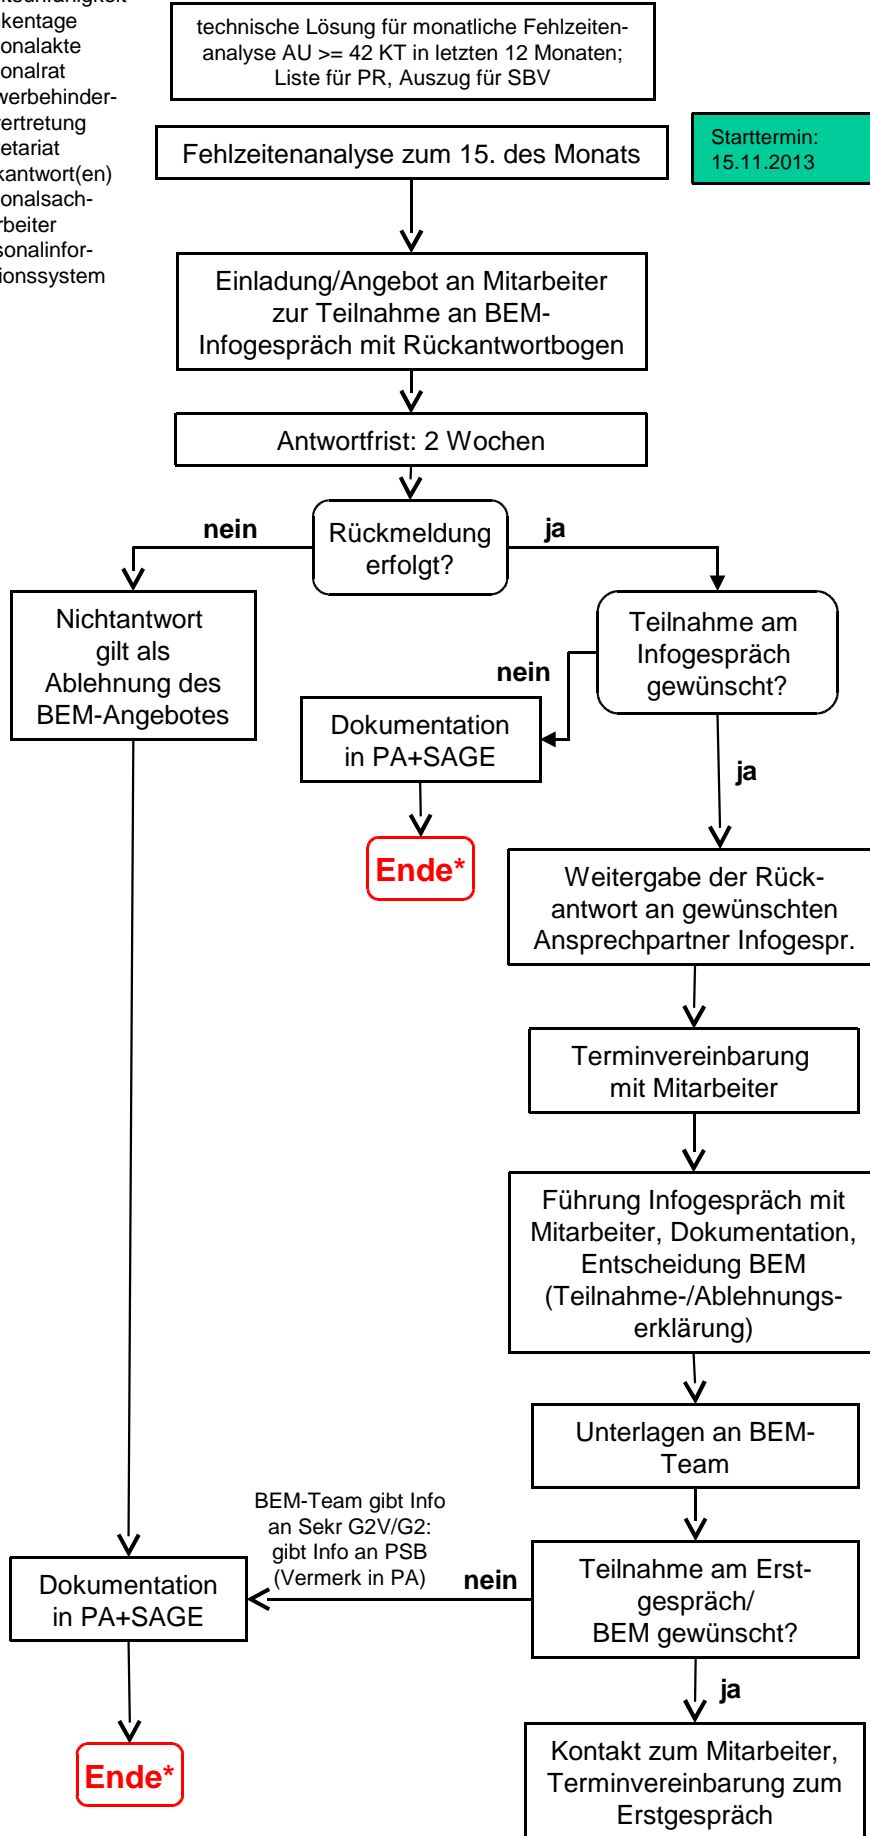 technische Lösung für monatliche Fehlzeiten-
analyse AU >= 42 KT in letzten 12 Monaten;
Liste für PR, Auszug für SBV
Fehlzeitenanalyse zum 15. des Monats
Starttermin:
15.11.2013
Einladung/Angebot an Mitarbeiter
zur Teilnahme an BEM-
Infogespräch mit Rückantwortbogen
Antwortfrist: 2 Wochen
Rückmeldung
erfolgt?
nein
ja
Nichtantwort
gilt als
Ablehnung des
BEM-Angebotes
Teilnahme am
Infogespräch
gewünscht?
nein
Dokumentation
in PA+SAGE
ja
Ende*
Weitergabe der Rück-
antwort an gewünschten
Ansprechpartner Infogespr.
Terminvereinbarung
mit Mitarbeiter
Führung Infogespräch mit
Mitarbeiter, Dokumentation,
Entscheidung BEM
(Teilnahme-/Ablehnungs-
erklärung)
Unterlagen an BEM-
Team
BEM-Team gibt Info
an Sekr G2V/G2:
gibt Info an PSB
(Vermerk in PA)
nein
Teilnahme am Erst-
gespräch/
BEM gewünscht?
Dokumentation
in PA+SAGE
ja
Ende*
Kontakt zum Mitarbeiter,
Terminvereinbarung zum
Erstgespräch